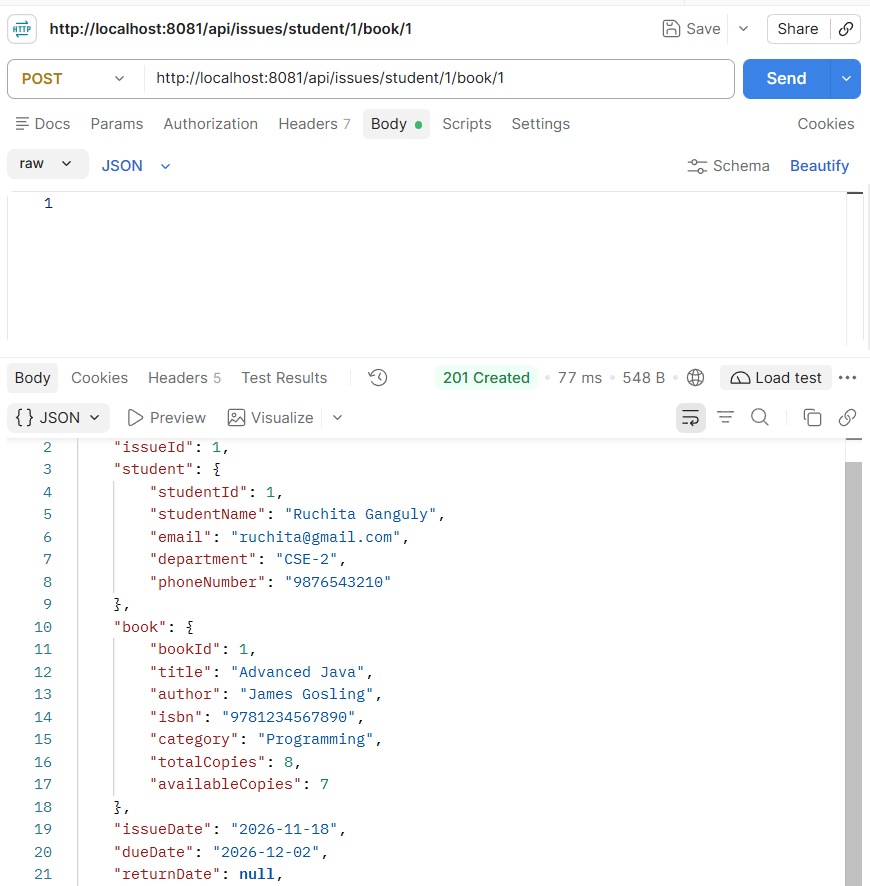 HTTP http://localhost:8081/api/issues/student/1/book/1 Save Share
POST http://localhost:8081/api/issues/student/1/book/1 Send
Docs Params Authorization Headers 7 Body Scripts Settings Cookies
raw JSON Schema Beautify
1
Body Cookies Headers 5 Test Results 201 Created 77 ms 548 B Load test
{} JSON Preview Visualize
2 "issueId": 1,
3 "student": {
4 "studentId": 1,
5 "studentName": "Ruchita Ganguly",
6 "email": "ruchita@gmail.com",
7 "department": "CSE-2",
8 "phoneNumber": "9876543210"
9 },
10 "book": {
11 "bookId": 1,
12 "title": "Advanced Java",
13 "author": "James Gosling",
14 "isbn": "9781234567890",
15 "category": "Programming",
16 "totalCopies": 8,
17 "availableCopies": 7
18 },
19 "issueDate": "2026-11-18",
20 "dueDate": "2026-12-02",
21 "returnDate": null,